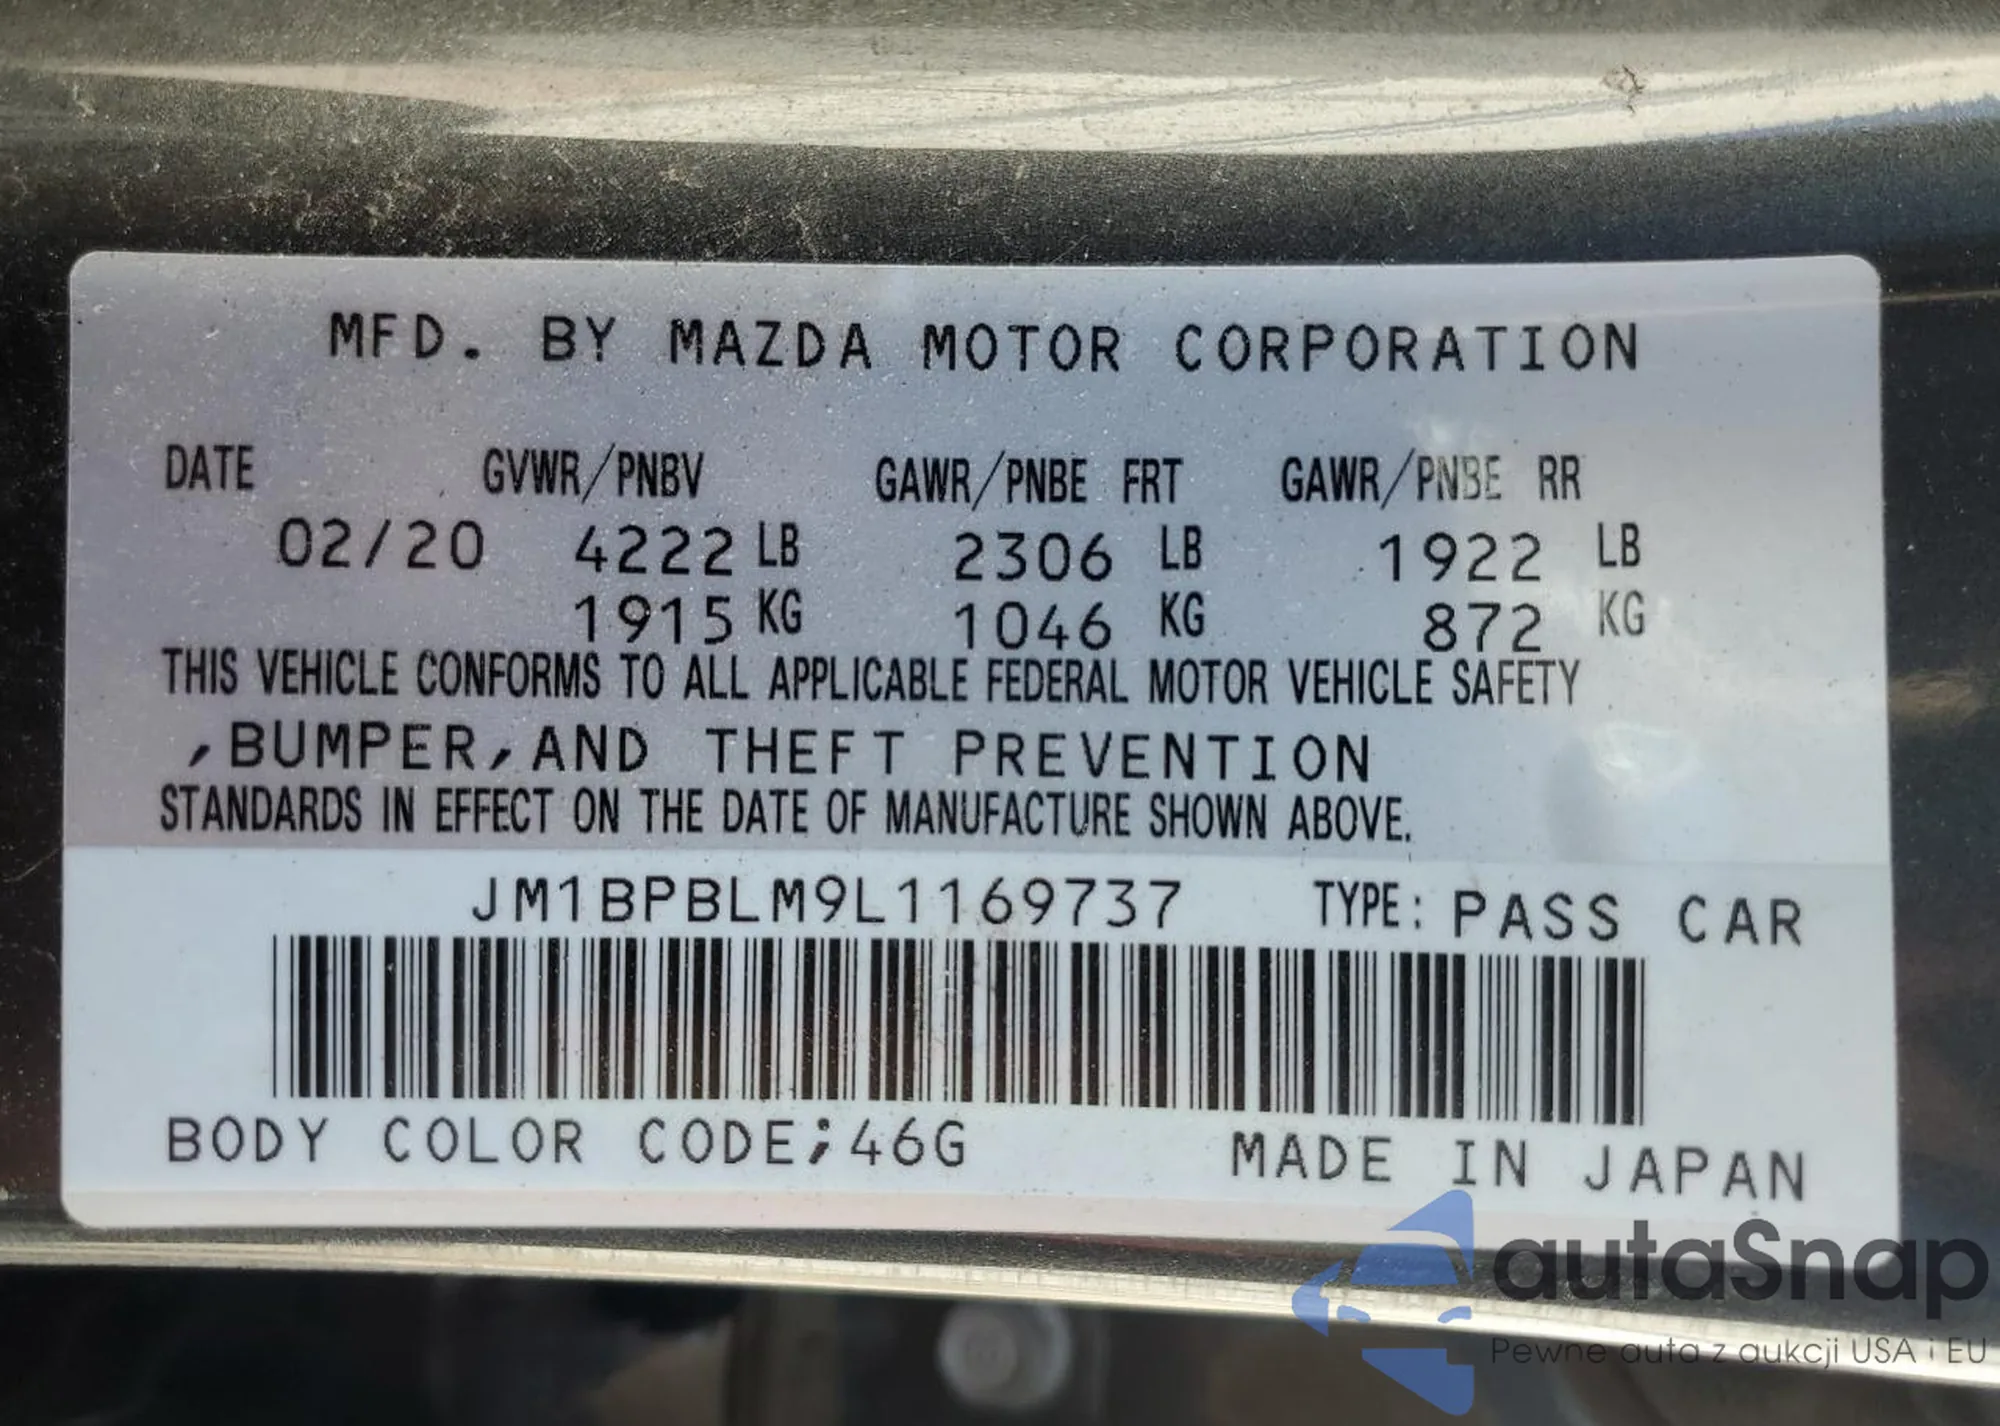 MFD. BY MAZDA MOTOR CORPORATION
DATE GVWR/PNBV GAWR/PNBE FRT GAWR/PNBE RR
02/20 4222 LB 2306 LB 1922 LB
1915 KG 1046 KG 872 KG
THIS VEHICLE CONFORMS TO ALL APPLICABLE FEDERAL MOTOR VEHICLE SAFETY
,BUMPER,AND THEFT PREVENTION
STANDARDS IN EFFECT ON THE DATE OF MANUFACTURE SHOWN ABOVE.
JM1BPBLM9L1169737 TYPE: PASS CAR
BODY COLOR CODE;46G MADE IN JAPAN
autaSnap
Pewne auta z aukcji USA i EU